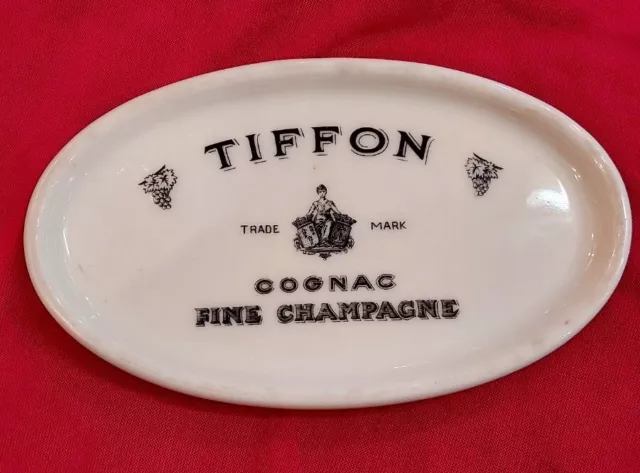 TIFFON
TRADE MARK
COGNAC
FINE CHAMPAGNE